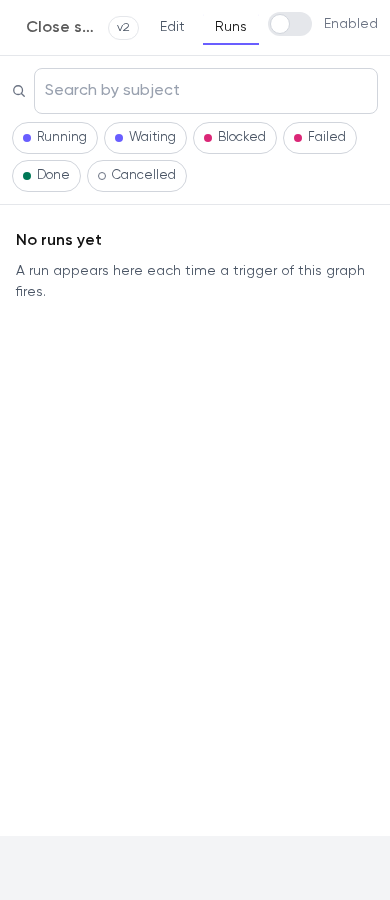 Close s...
v2
Edit
Runs
Enabled
Search by subject
Running
Waiting
Blocked
Failed
Done
Cancelled
No runs yet
A run appears here each time a trigger of this graph
fires.